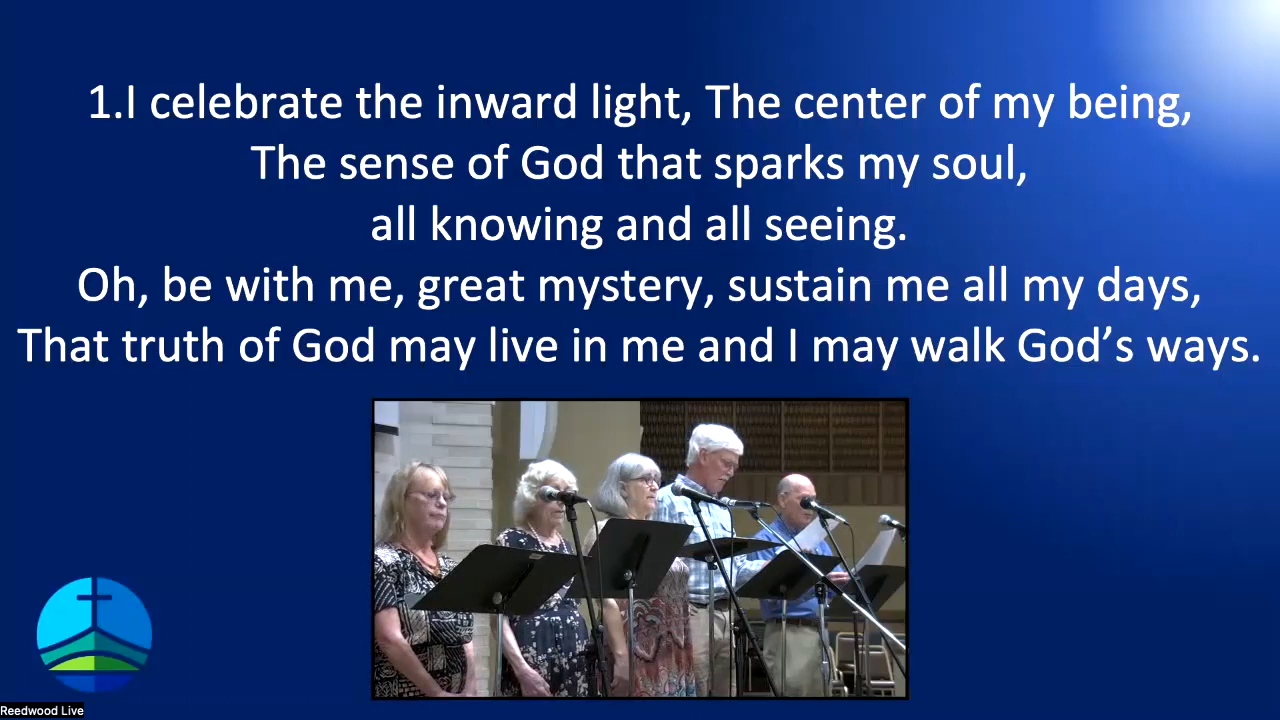 1.I celebrate the inward light, The center of my being,
The sense of God that sparks my soul,
all knowing and all seeing.
Oh, be with me, great mystery, sustain me all my days,
That truth of God may live in me and I may walk God’s ways.
Reedwood Live